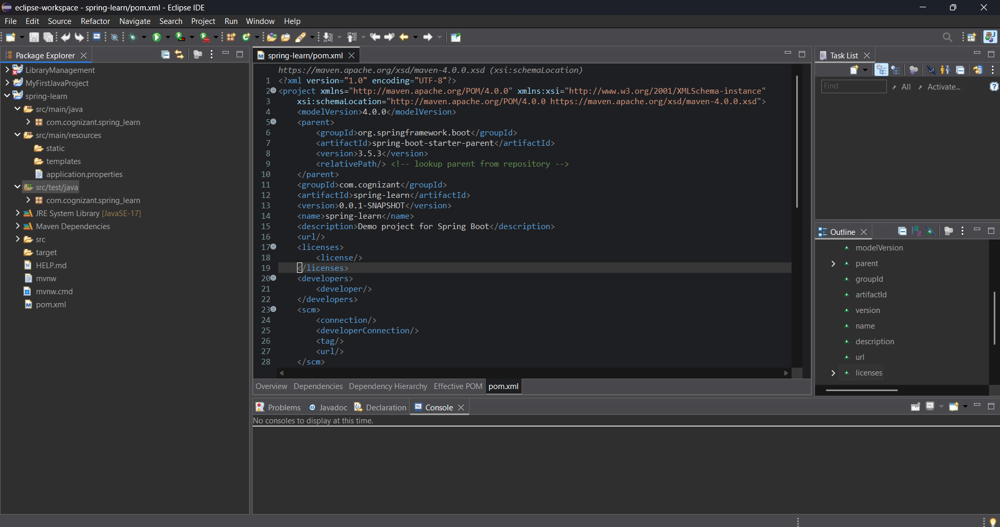 eclipse-workspace - spring-learn/pom.xml - Eclipse IDE
File Edit Source Refactor Navigate Search Project Run Window Help
Package Explorer
LibraryManagement
MyFirstJavaProject
spring-learn
src/main/java
com.cognizant.spring_learn
src/main/resources
static
templates
application.properties
src/test/java
com.cognizant.spring_learn
JRE System Library [JavaSE-17]
Maven Dependencies
src
target
HELP.md
mvnw
mvnw.cmd
pom.xml
spring-learn/pom.xml
https://maven.apache.org/xsd/maven-4.0.0.xsd (xsi:schemaLocation)
1 <?xml version="1.0" encoding="UTF-8"?>
2 <project xmlns="http://maven.apache.org/POM/4.0.0" xmlns:xsi="http://www.w3.org/2001/XMLSchema-instance"
3 xsi:schemaLocation="http://maven.apache.org/POM/4.0.0 https://maven.apache.org/xsd/maven-4.0.0.xsd">
4 <modelVersion>4.0.0</modelVersion>
5 <parent>
6 <groupId>org.springframework.boot</groupId>
7 <artifactId>spring-boot-starter-parent</artifactId>
8 <version>3.5.3</version>
9 <relativePath/> <!-- lookup parent from repository -->
10 </parent>
11 <groupId>com.cognizant</groupId>
12 <artifactId>spring-learn</artifactId>
13 <version>0.0.1-SNAPSHOT</version>
14 <name>spring-learn</name>
15 <description>Demo project for Spring Boot</description>
16 <url/>
17 <licenses>
18 <license/>
19 </licenses>
20 <developers>
21 <developer/>
22 </developers>
23 <scm>
24 <connection/>
25 <developerConnection/>
26 <tag/>
27 <url/>
28 </scm>
Overview Dependencies Dependency Hierarchy Effective POM pom.xml
Problems Javadoc Declaration Console
No consoles to display at this time.
Task List
Find All Activate...
Outline
modelVersion
parent
groupId
artifactId
version
name
description
url
licenses